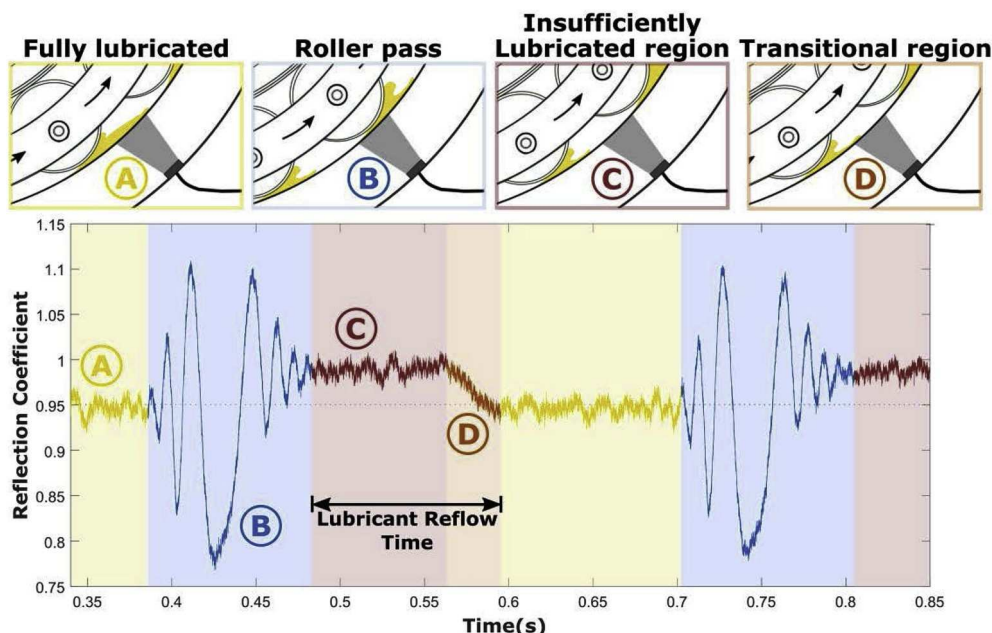 Fully lubricated
Roller pass
Insufficiently
Lubricated region
Transitional region
A
B
C
D
1.15
1.1
1.05
1
0.95
0.9
0.85
0.8
0.75
Reflection Coefficient
A
B
C
D
Lubricant Reflow
Time
0.35
0.4
0.45
0.5
0.55
0.6
0.65
0.7
0.75
0.8
0.85
Time(s)